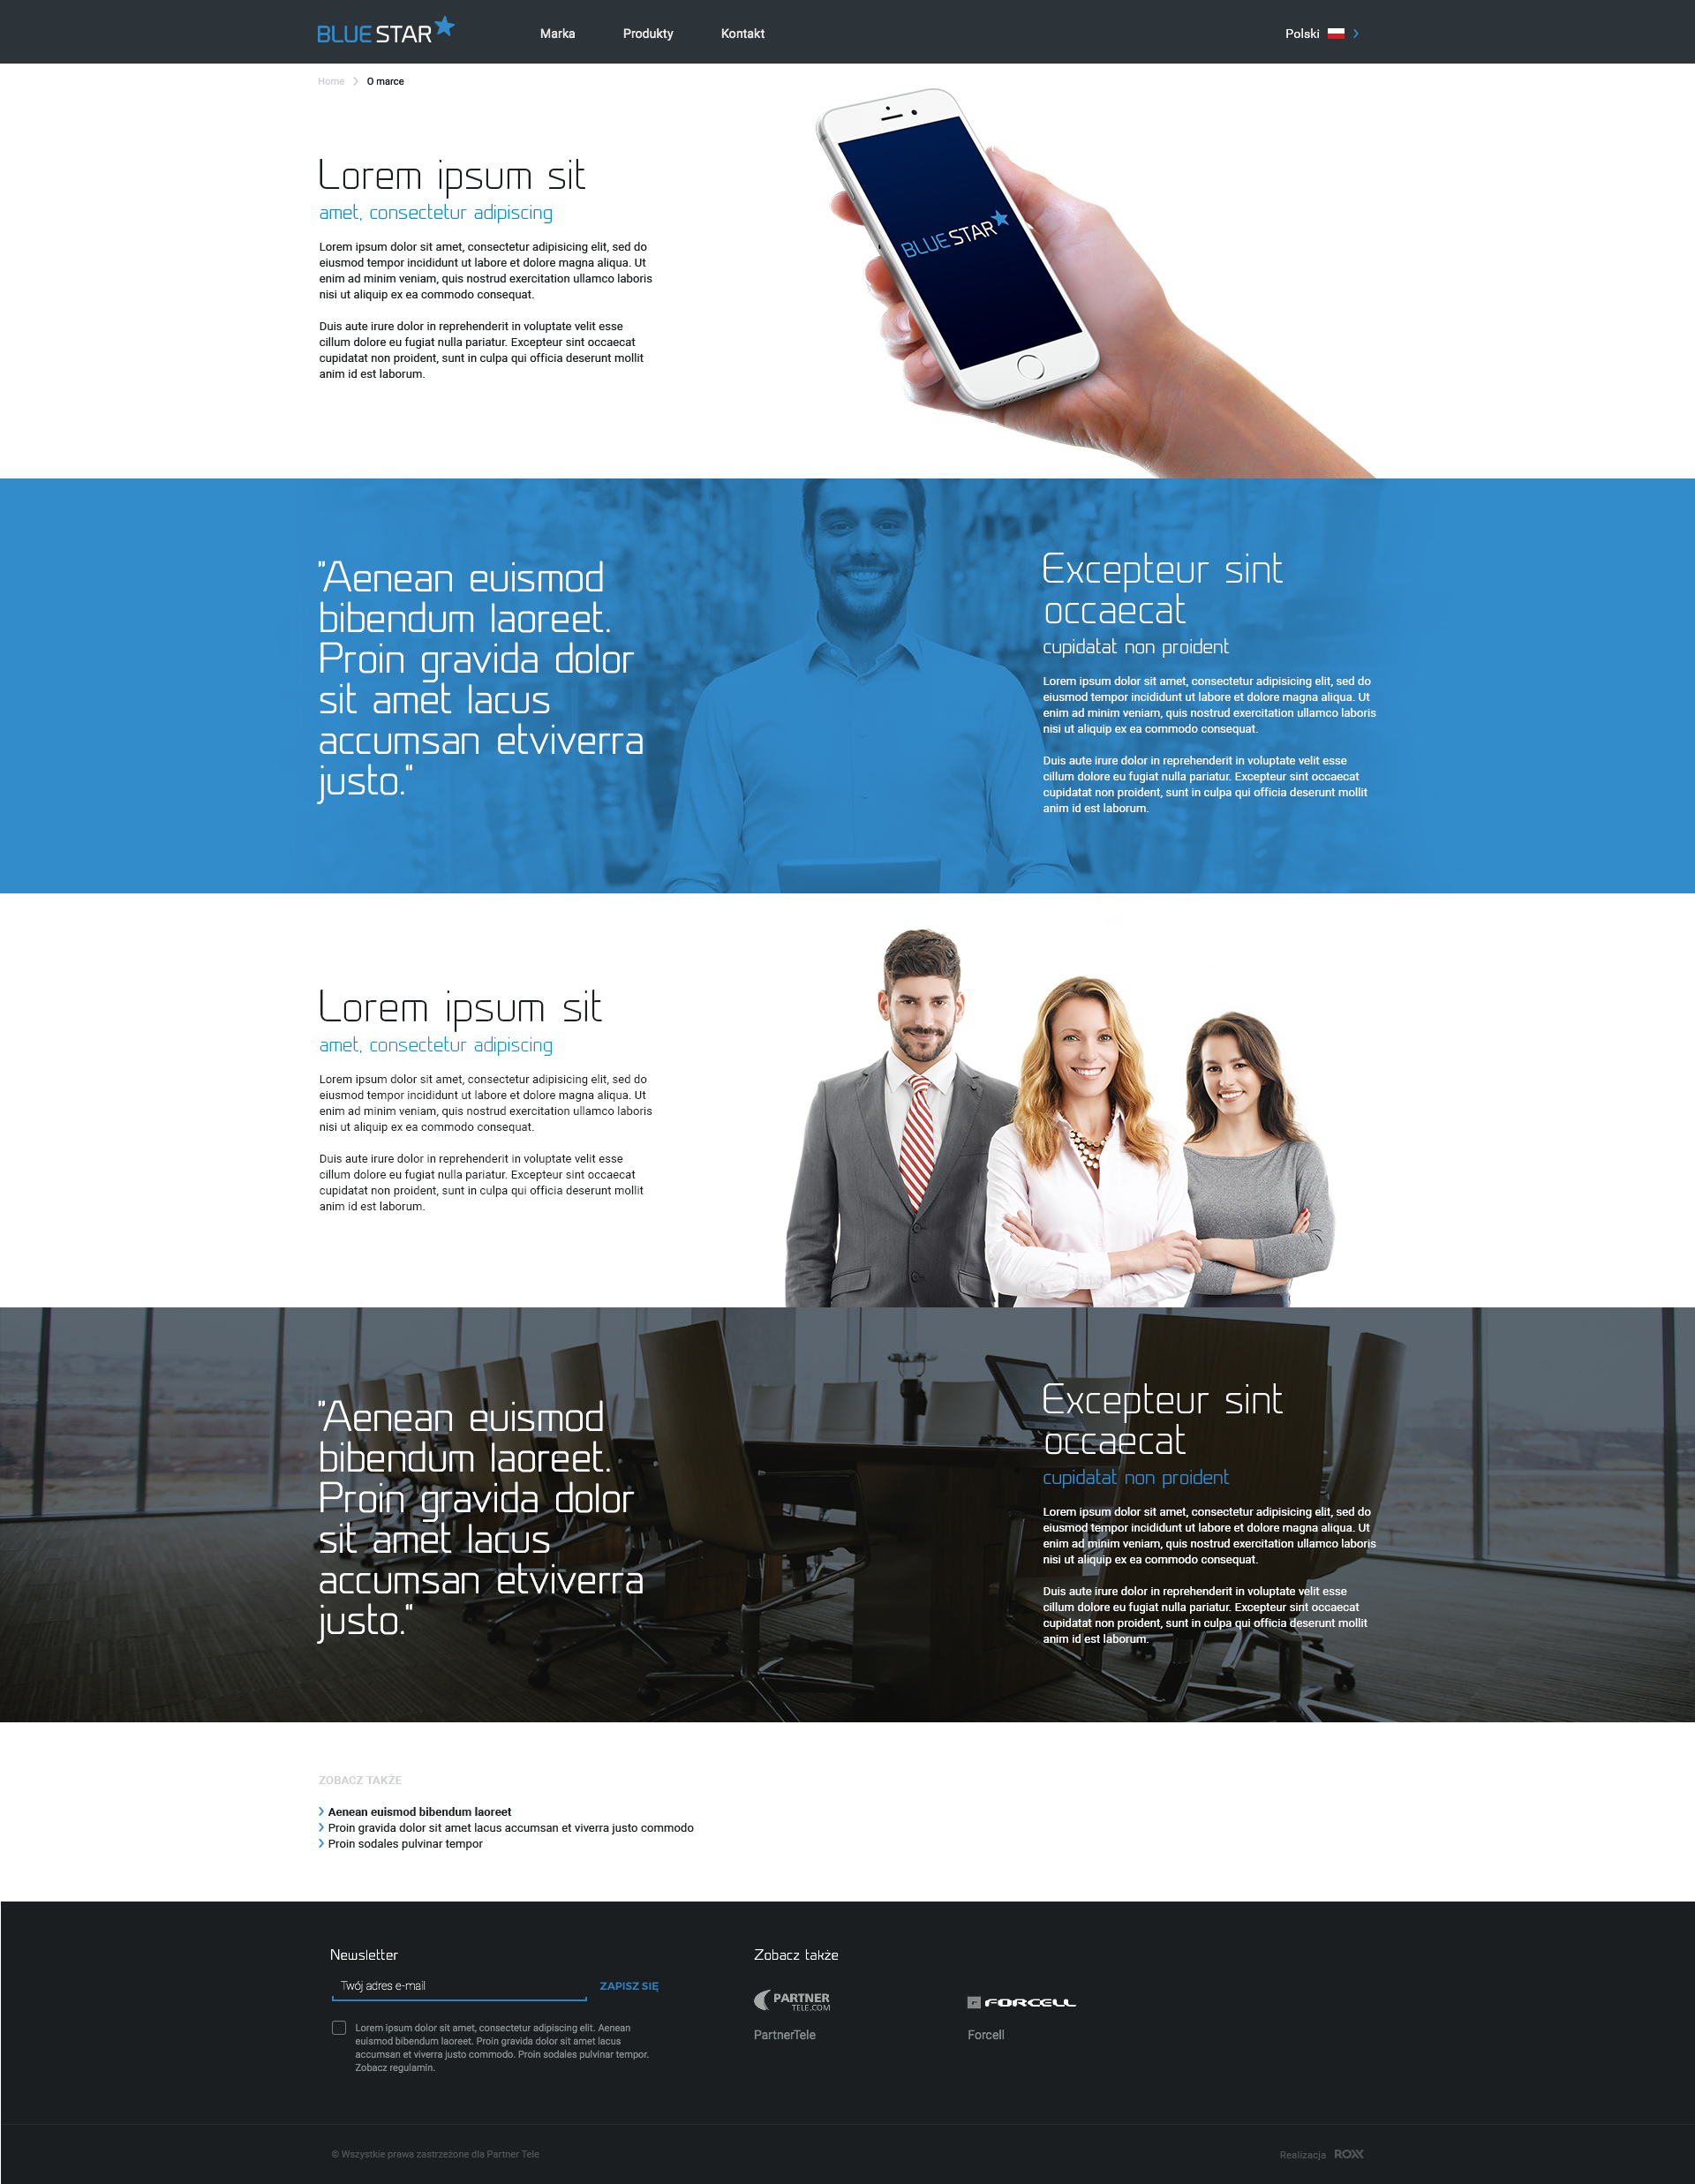 BLUE STAR
Marka
Produkty
Kontakt
Polski
Home
O marce
Lorem ipsum sit
amet, consectetur adipiscing
Lorem ipsum dolor sit amet, consectetur adipisicing elit, sed do
eiusmod tempor incididunt ut labore et dolore magna aliqua. Ut
enim ad minim veniam, quis nostrud exercitation ullamco laboris
nisi ut aliquip ex ea commodo consequat.
Duis aute irure dolor in reprehenderit in voluptate velit esse
cillum dolore eu fugiat nulla pariatur. Excepteur sint occaecat
cupidatat non proident, sunt in culpa qui officia deserunt mollit
anim id est laborum.
BLUE STAR
"Aenean euismod
bibendum laoreet.
Proin gravida dolor
sit amet lacus
accumsan etviverra
justo."
Excepteur sint
occaecat
cupidatat non proident
Lorem ipsum dolor sit amet, consectetur adipisicing elit, sed do
eiusmod tempor incididunt ut labore et dolore magna aliqua. Ut
enim ad minim veniam, quis nostrud exercitation ullamco laboris
nisi ut aliquip ex ea commodo consequat.
Duis aute irure dolor in reprehenderit in voluptate velit esse
cillum dolore eu fugiat nulla pariatur. Excepteur sint occaecat
cupidatat non proident, sunt in culpa qui officia deserunt mollit
anim id est laborum.
Lorem ipsum sit
amet, consectetur adipiscing
Lorem ipsum dolor sit amet, consectetur adipisicing elit, sed do
eiusmod tempor incididunt ut labore et dolore magna aliqua. Ut
enim ad minim veniam, quis nostrud exercitation ullamco laboris
nisi ut aliquip ex ea commodo consequat.
Duis aute irure dolor in reprehenderit in voluptate velit esse
cillum dolore eu fugiat nulla pariatur. Excepteur sint occaecat
cupidatat non proident, sunt in culpa qui officia deserunt mollit
anim id est laborum.
"Aenean euismod
bibendum laoreet.
Proin gravida dolor
sit amet lacus
accumsan etviverra
justo."
Excepteur sint
occaecat
cupidatat non proident
Lorem ipsum dolor sit amet, consectetur adipisicing elit, sed do
eiusmod tempor incididunt ut labore et dolore magna aliqua. Ut
enim ad minim veniam, quis nostrud exercitation ullamco laboris
nisi ut aliquip ex ea commodo consequat.
Duis aute irure dolor in reprehenderit in voluptate velit esse
cillum dolore eu fugiat nulla pariatur. Excepteur sint occaecat
cupidatat non proident, sunt in culpa qui officia deserunt mollit
anim id est laborum.
ZOBACZ TAKŻE
Aenean euismod bibendum laoreet
Proin gravida dolor sit amet lacus accumsan et viverra justo commodo
Proin sodales pulvinar tempor
Newsletter
Twój adres e-mail
ZAPISZ SIĘ
Lorem ipsum dolor sit amet, consectetur adipiscing elit. Aenean
euismod bibendum laoreet. Proin gravida dolor sit amet lacus
accumsan et viverra justo commodo. Proin sodales pulvinar tempor.
Zobacz regulamin.
Zobacz także
PARTNER
TELE.COM
PartnerTele
FORCELL
Forcell
© Wszystkie prawa zastrzeżone dla Partner Tele
Realizacja ROXX